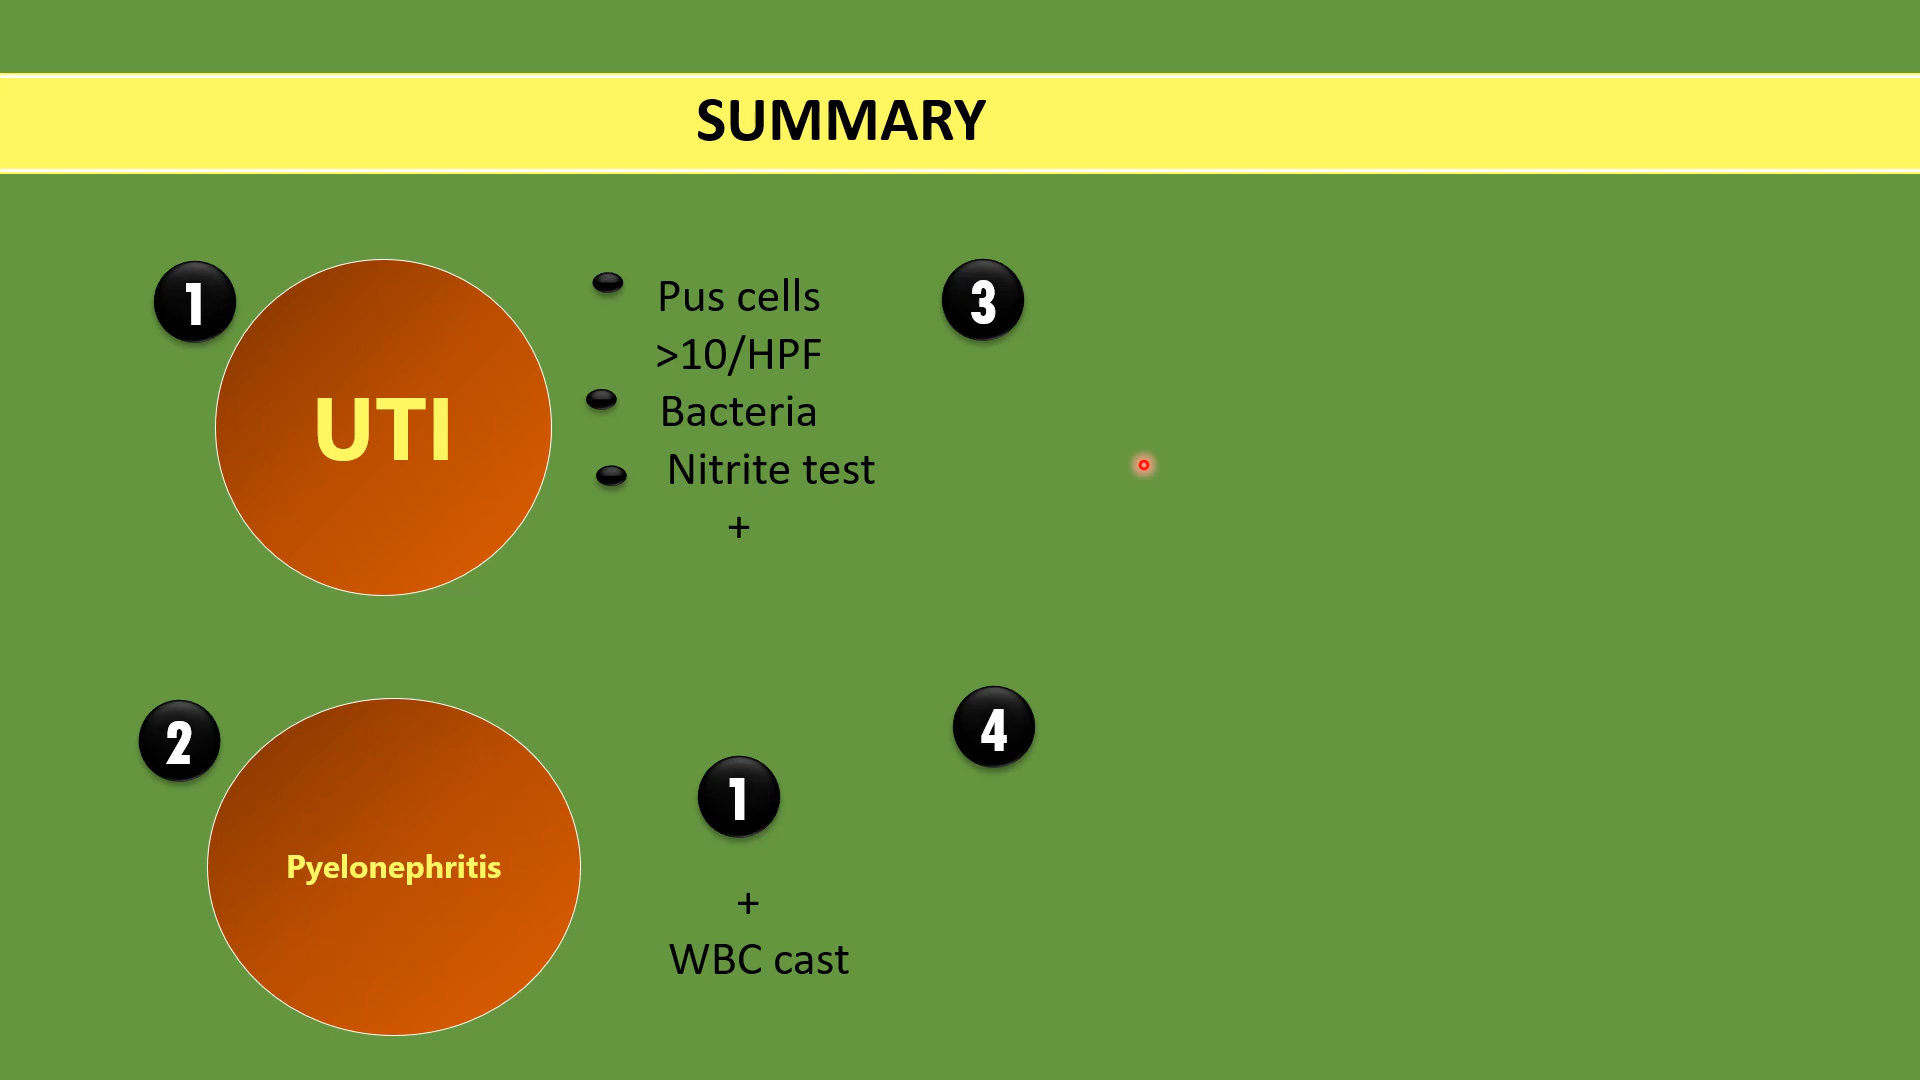 SUMMARY
1
UTI
Pus cells
>10/HPF
Bacteria
Nitrite test
+
2
Pyelonephritis
1
+
WBC cast
3
4